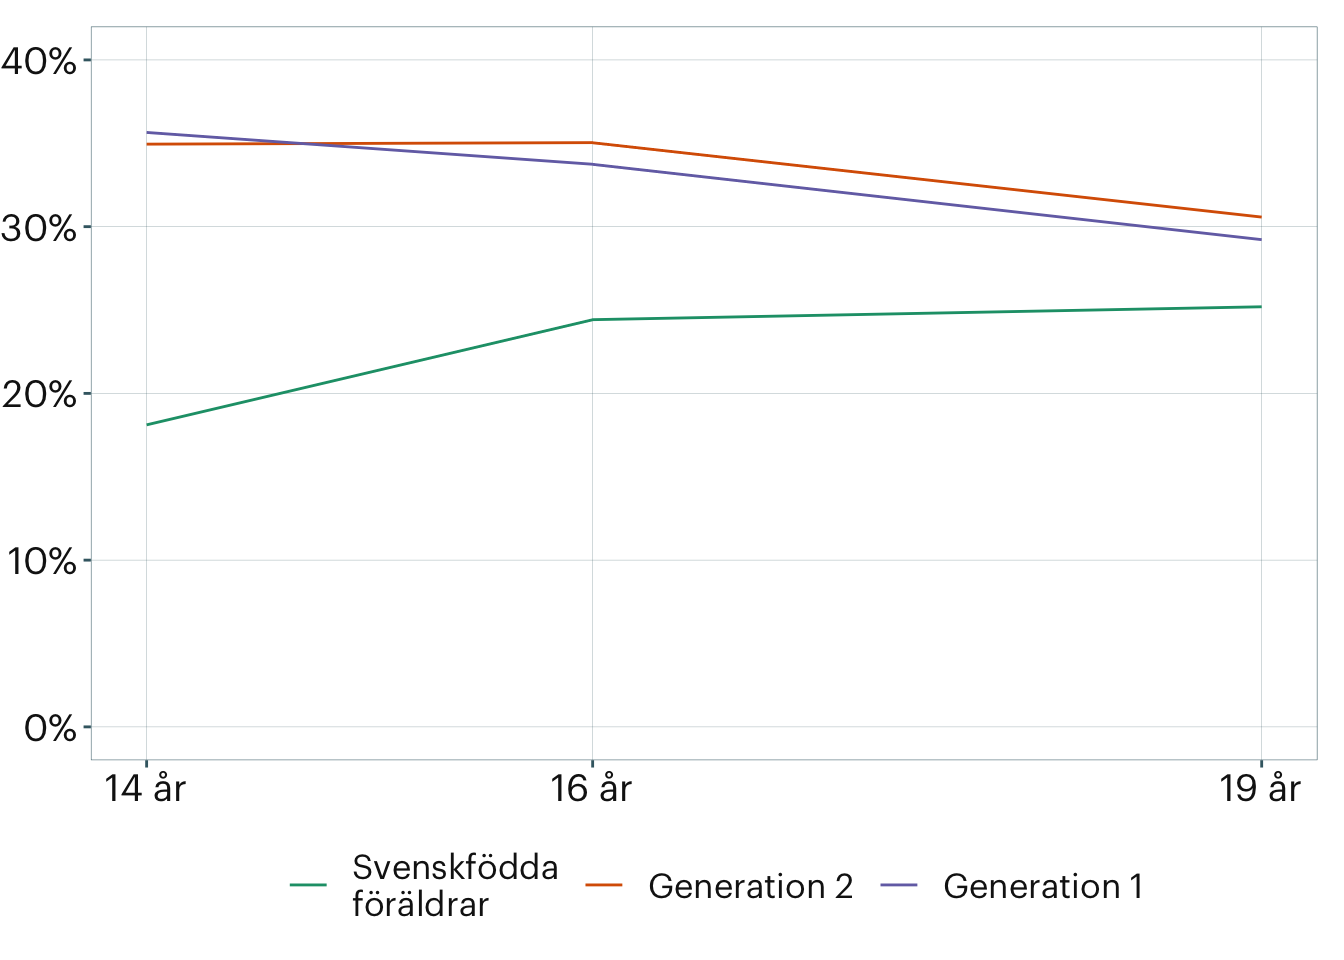 40%
30%
20%
10%
0%
14 år 16 år 19 år
Svenskfödda
föräldrar
Generation 2
Generation 1